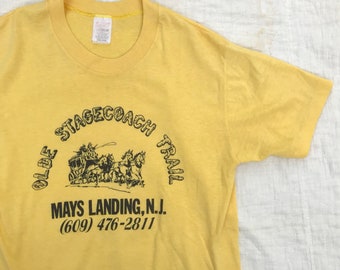 OLDE STAGECOACH TRAIL
MAYS LANDING, N.J.
(609) 476-2811